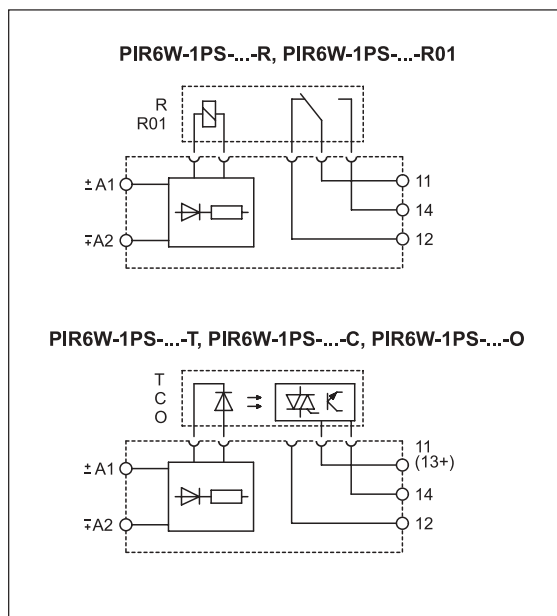 PIR6W-1PS-...-R, PIR6W-1PS-...-R01
R
R01
± A1
∓ A2
11
14
12
PIR6W-1PS-...-T, PIR6W-1PS-...-C, PIR6W-1PS-...-O
T
C
O
± A1
∓ A2
11
(13+)
14
12